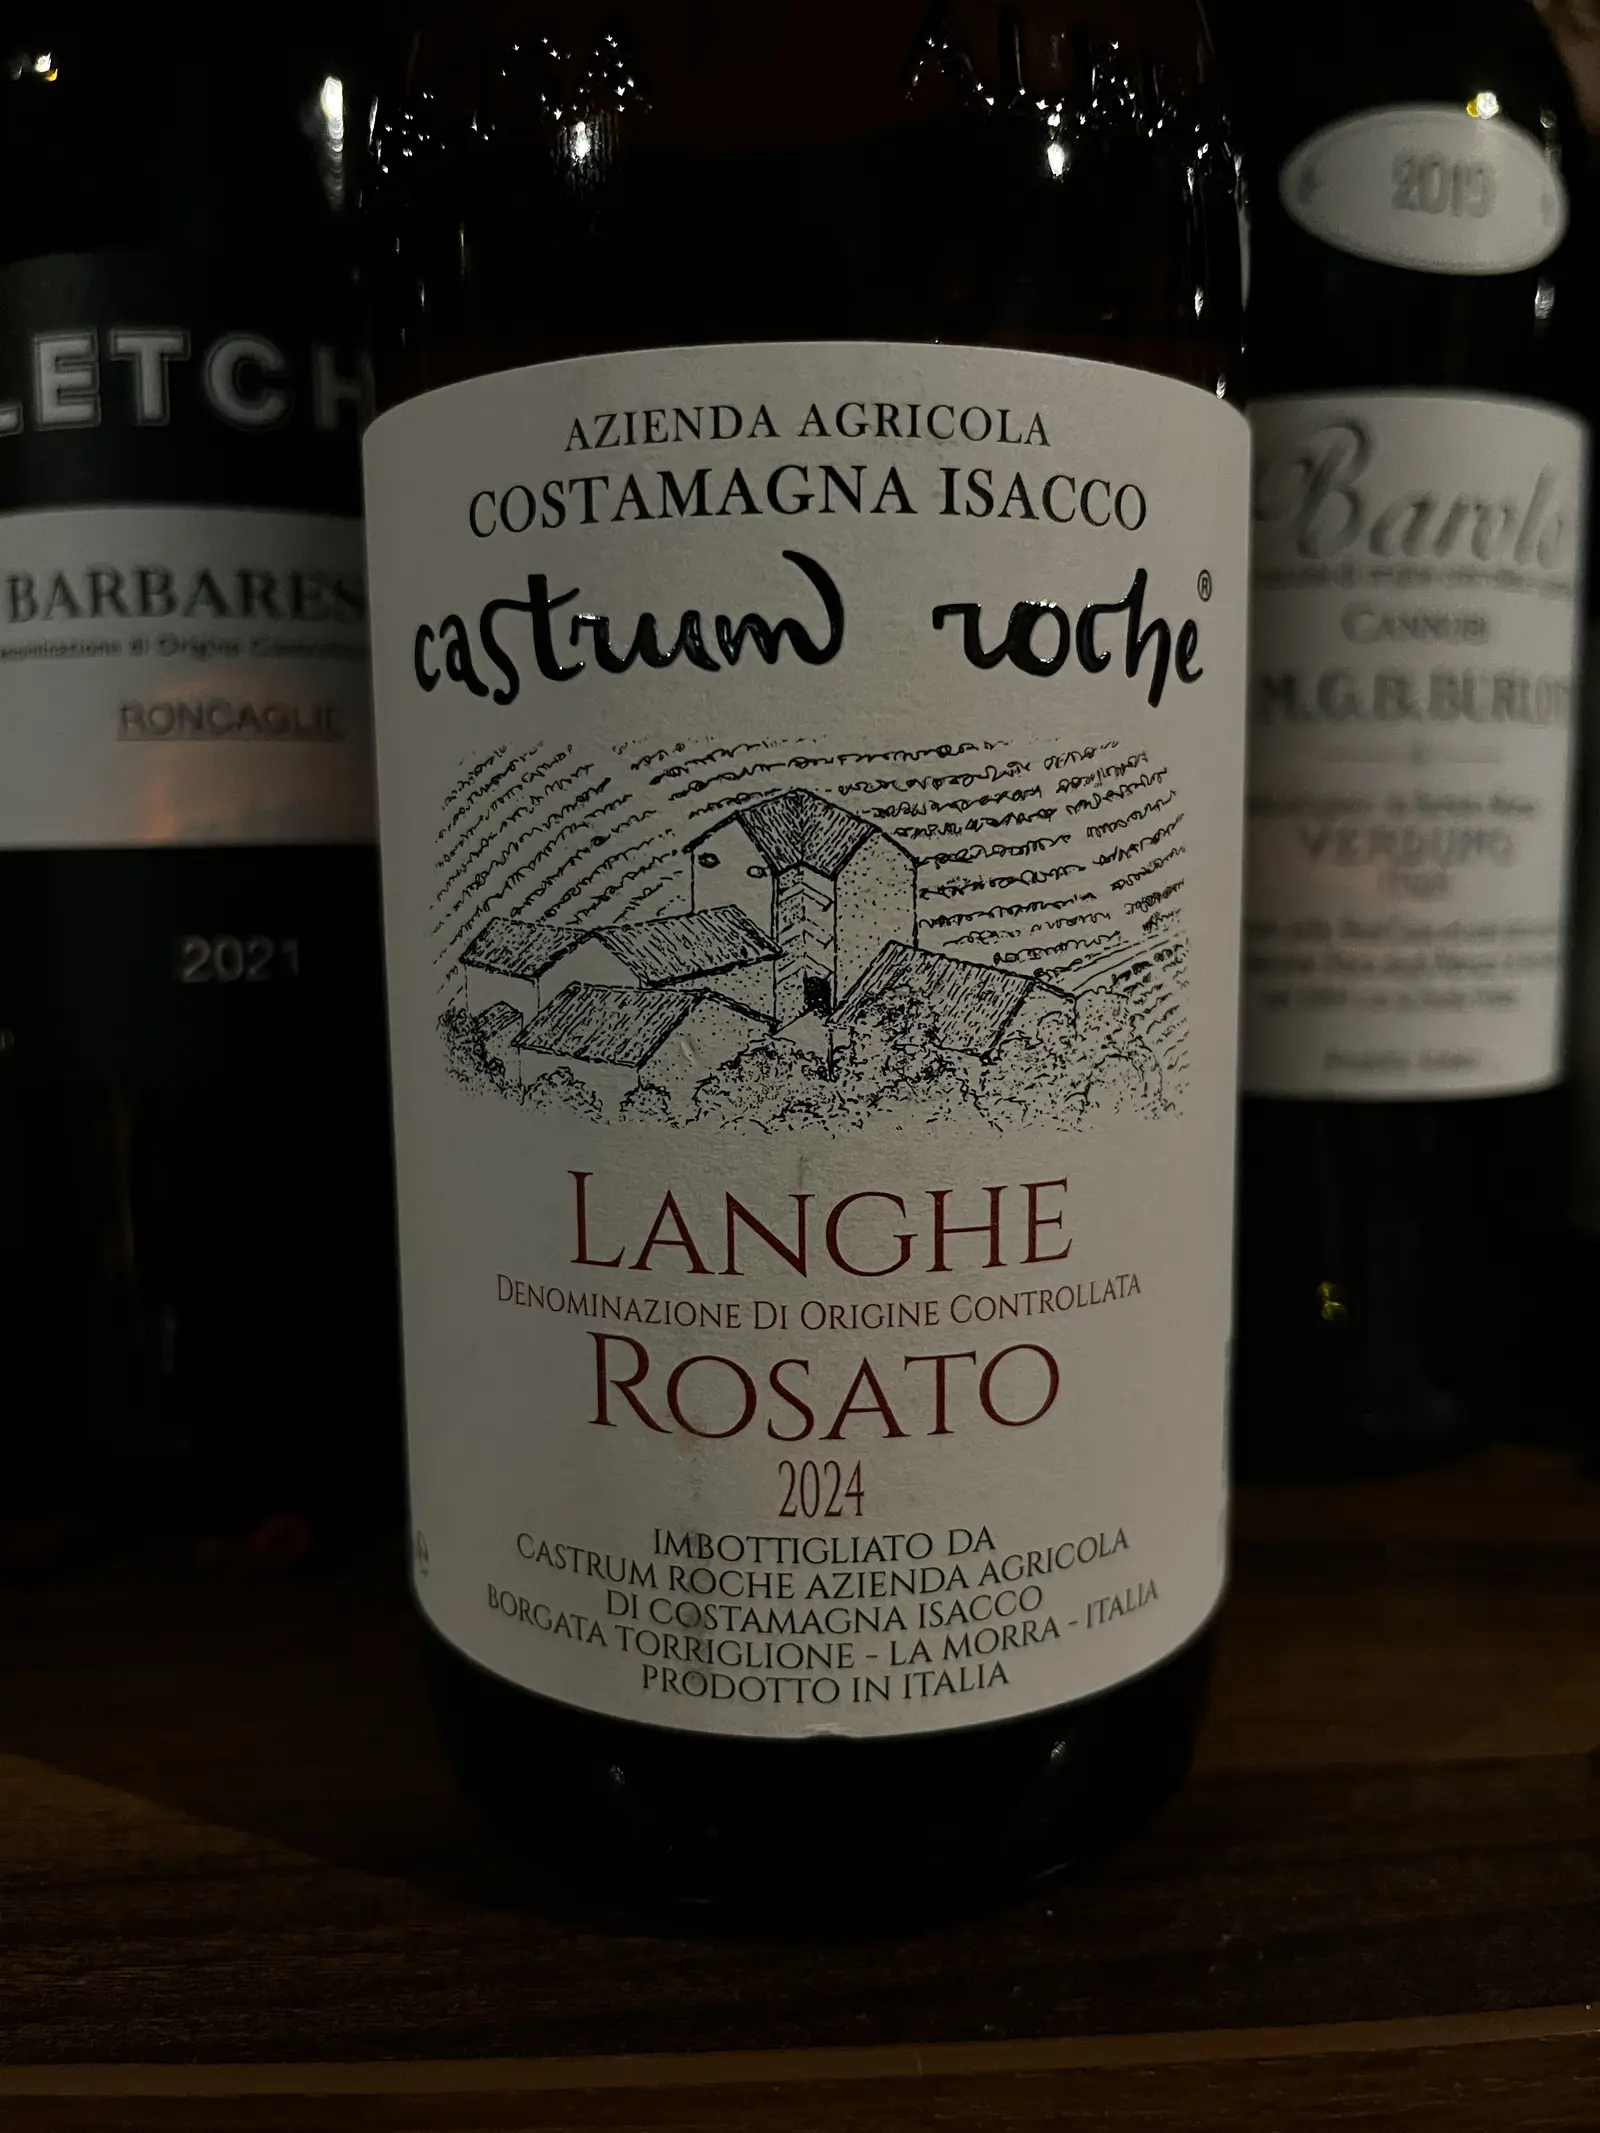 AZIENDA AGRICOLA
COSTAMAGNA ISACCO
castrum roche®
LANGHE
DENOMINAZIONE DI ORIGINE CONTROLLATA
ROSATO
2024
IMBOTTIGLIATO DA
CASTRUM ROCHE AZIENDA AGRICOLA
DI COSTAMAGNA ISACCO
BORGATA TORRIGLIONE - LA MORRA - ITALIA
PRODOTTO IN ITALIA
LETCH
BARBARES
RONCAGLIE
2021
Barolo
CANNUBI
G.B. BURLOT
VERDUNO